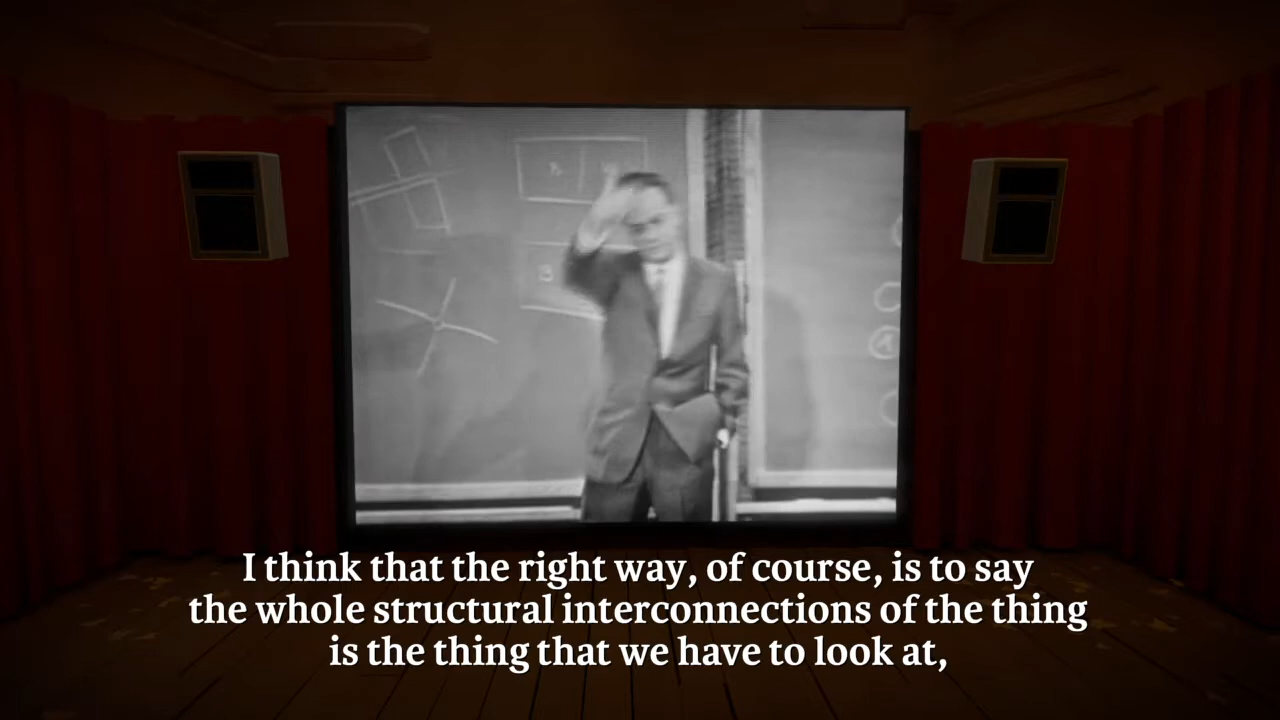 I think that the right way, of course, is to say
the whole structural interconnections of the thing
is the thing that we have to look at,